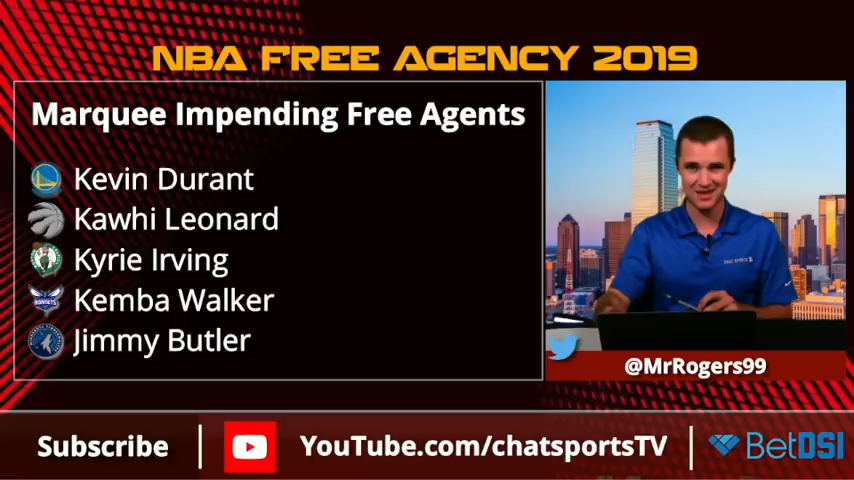 NBA FREE AGENCY 2019
Marquee Impending Free Agents
Kevin Durant
Kawhi Leonard
Kyrie Irving
Kemba Walker
Jimmy Butler
@MrRogers99
Subscribe
YouTube.com/chatsportsTV
BetDSI